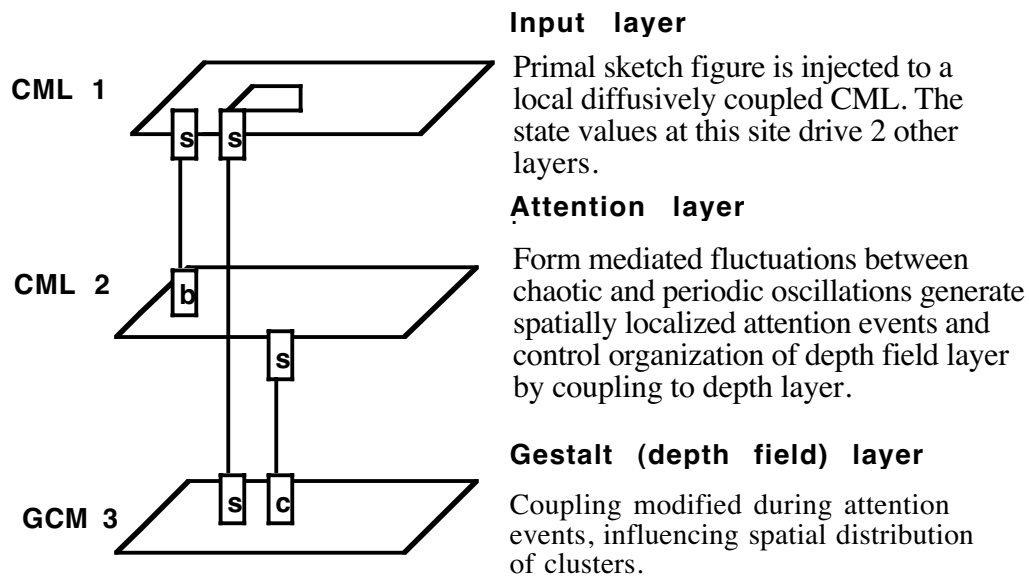 Input layer
CML 1
Primal sketch figure is injected to a
local diffusively coupled CML. The
state values at this site drive 2 other
layers.
s s
Attention layer
CML 2
b
Form mediated fluctuations between
chaotic and periodic oscillations generate
spatially localized attention events and
control organization of depth field layer
by coupling to depth layer.
s
Gestalt (depth field) layer
GCM 3
s c
Coupling modified during attention
events, influencing spatial distribution
of clusters.